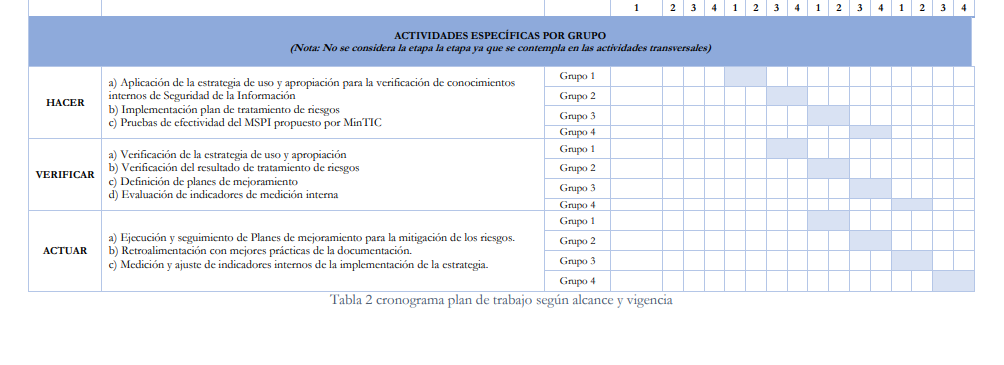 1 2 3 4 1 2 3 4 1 2 3 4 1 2 3 4
ACTIVIDADES ESPECÍFICAS POR GRUPO
(Nota: No se considera la etapa la etapa ya que se contempla en las actividades transversales)
HACER
a) Aplicación de la estrategia de uso y apropiación para la verificación de conocimientos
internos de Seguridad de la Información
b) Implementación plan de tratamiento de riesgos
c) Pruebas de efectividad del MSPI propuesto por MinTIC
Grupo 1
Grupo 2
Grupo 3
Grupo 4
VERIFICAR
a) Verificación de la estrategia de uso y apropiación
b) Verificación del resultado de tratamiento de riesgos
c) Definición de planes de mejoramiento
d) Evaluación de indicadores de medición interna
Grupo 1
Grupo 2
Grupo 3
Grupo 4
ACTUAR
a) Ejecución y seguimiento de Planes de mejoramiento para la mitigación de los riesgos.
b) Retroalimentación con mejores prácticas de la documentación.
c) Medición y ajuste de indicadores internos de la implementación de la estrategia.
Grupo 1
Grupo 2
Grupo 3
Grupo 4
Tabla 2 cronograma plan de trabajo según alcance y vigencia